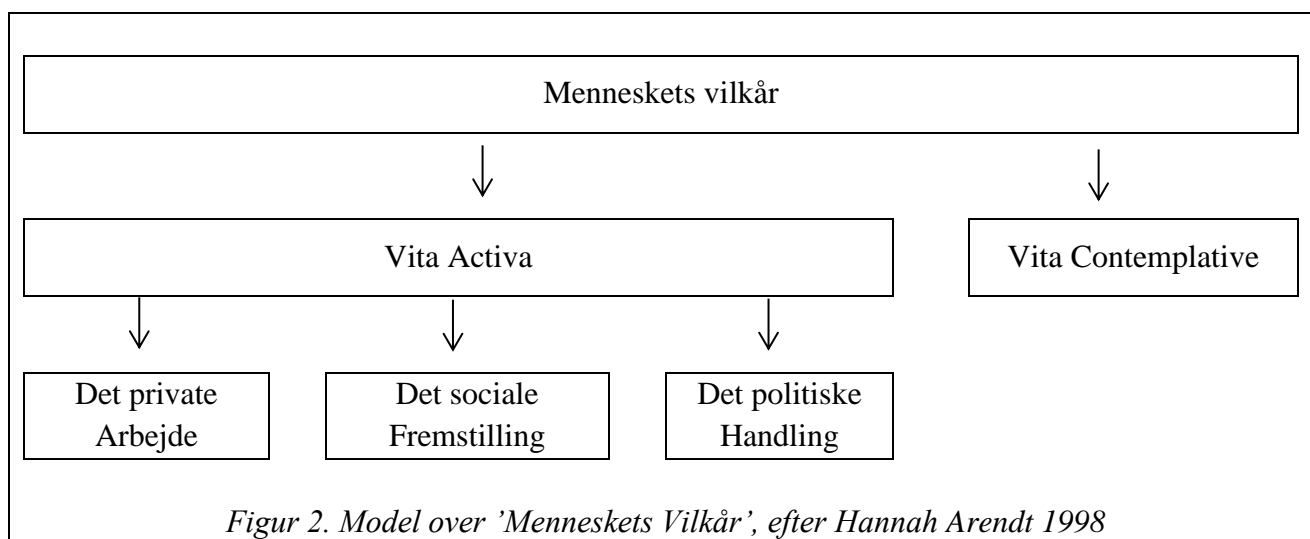 Menneskets vilkår
Vita Activa
Vita Contemplative
Det private
Arbejde
Det sociale
Fremstilling
Det politiske
Handling
Figur 2. Model over ’Menneskets Vilkår’, efter Hannah Arendt 1998